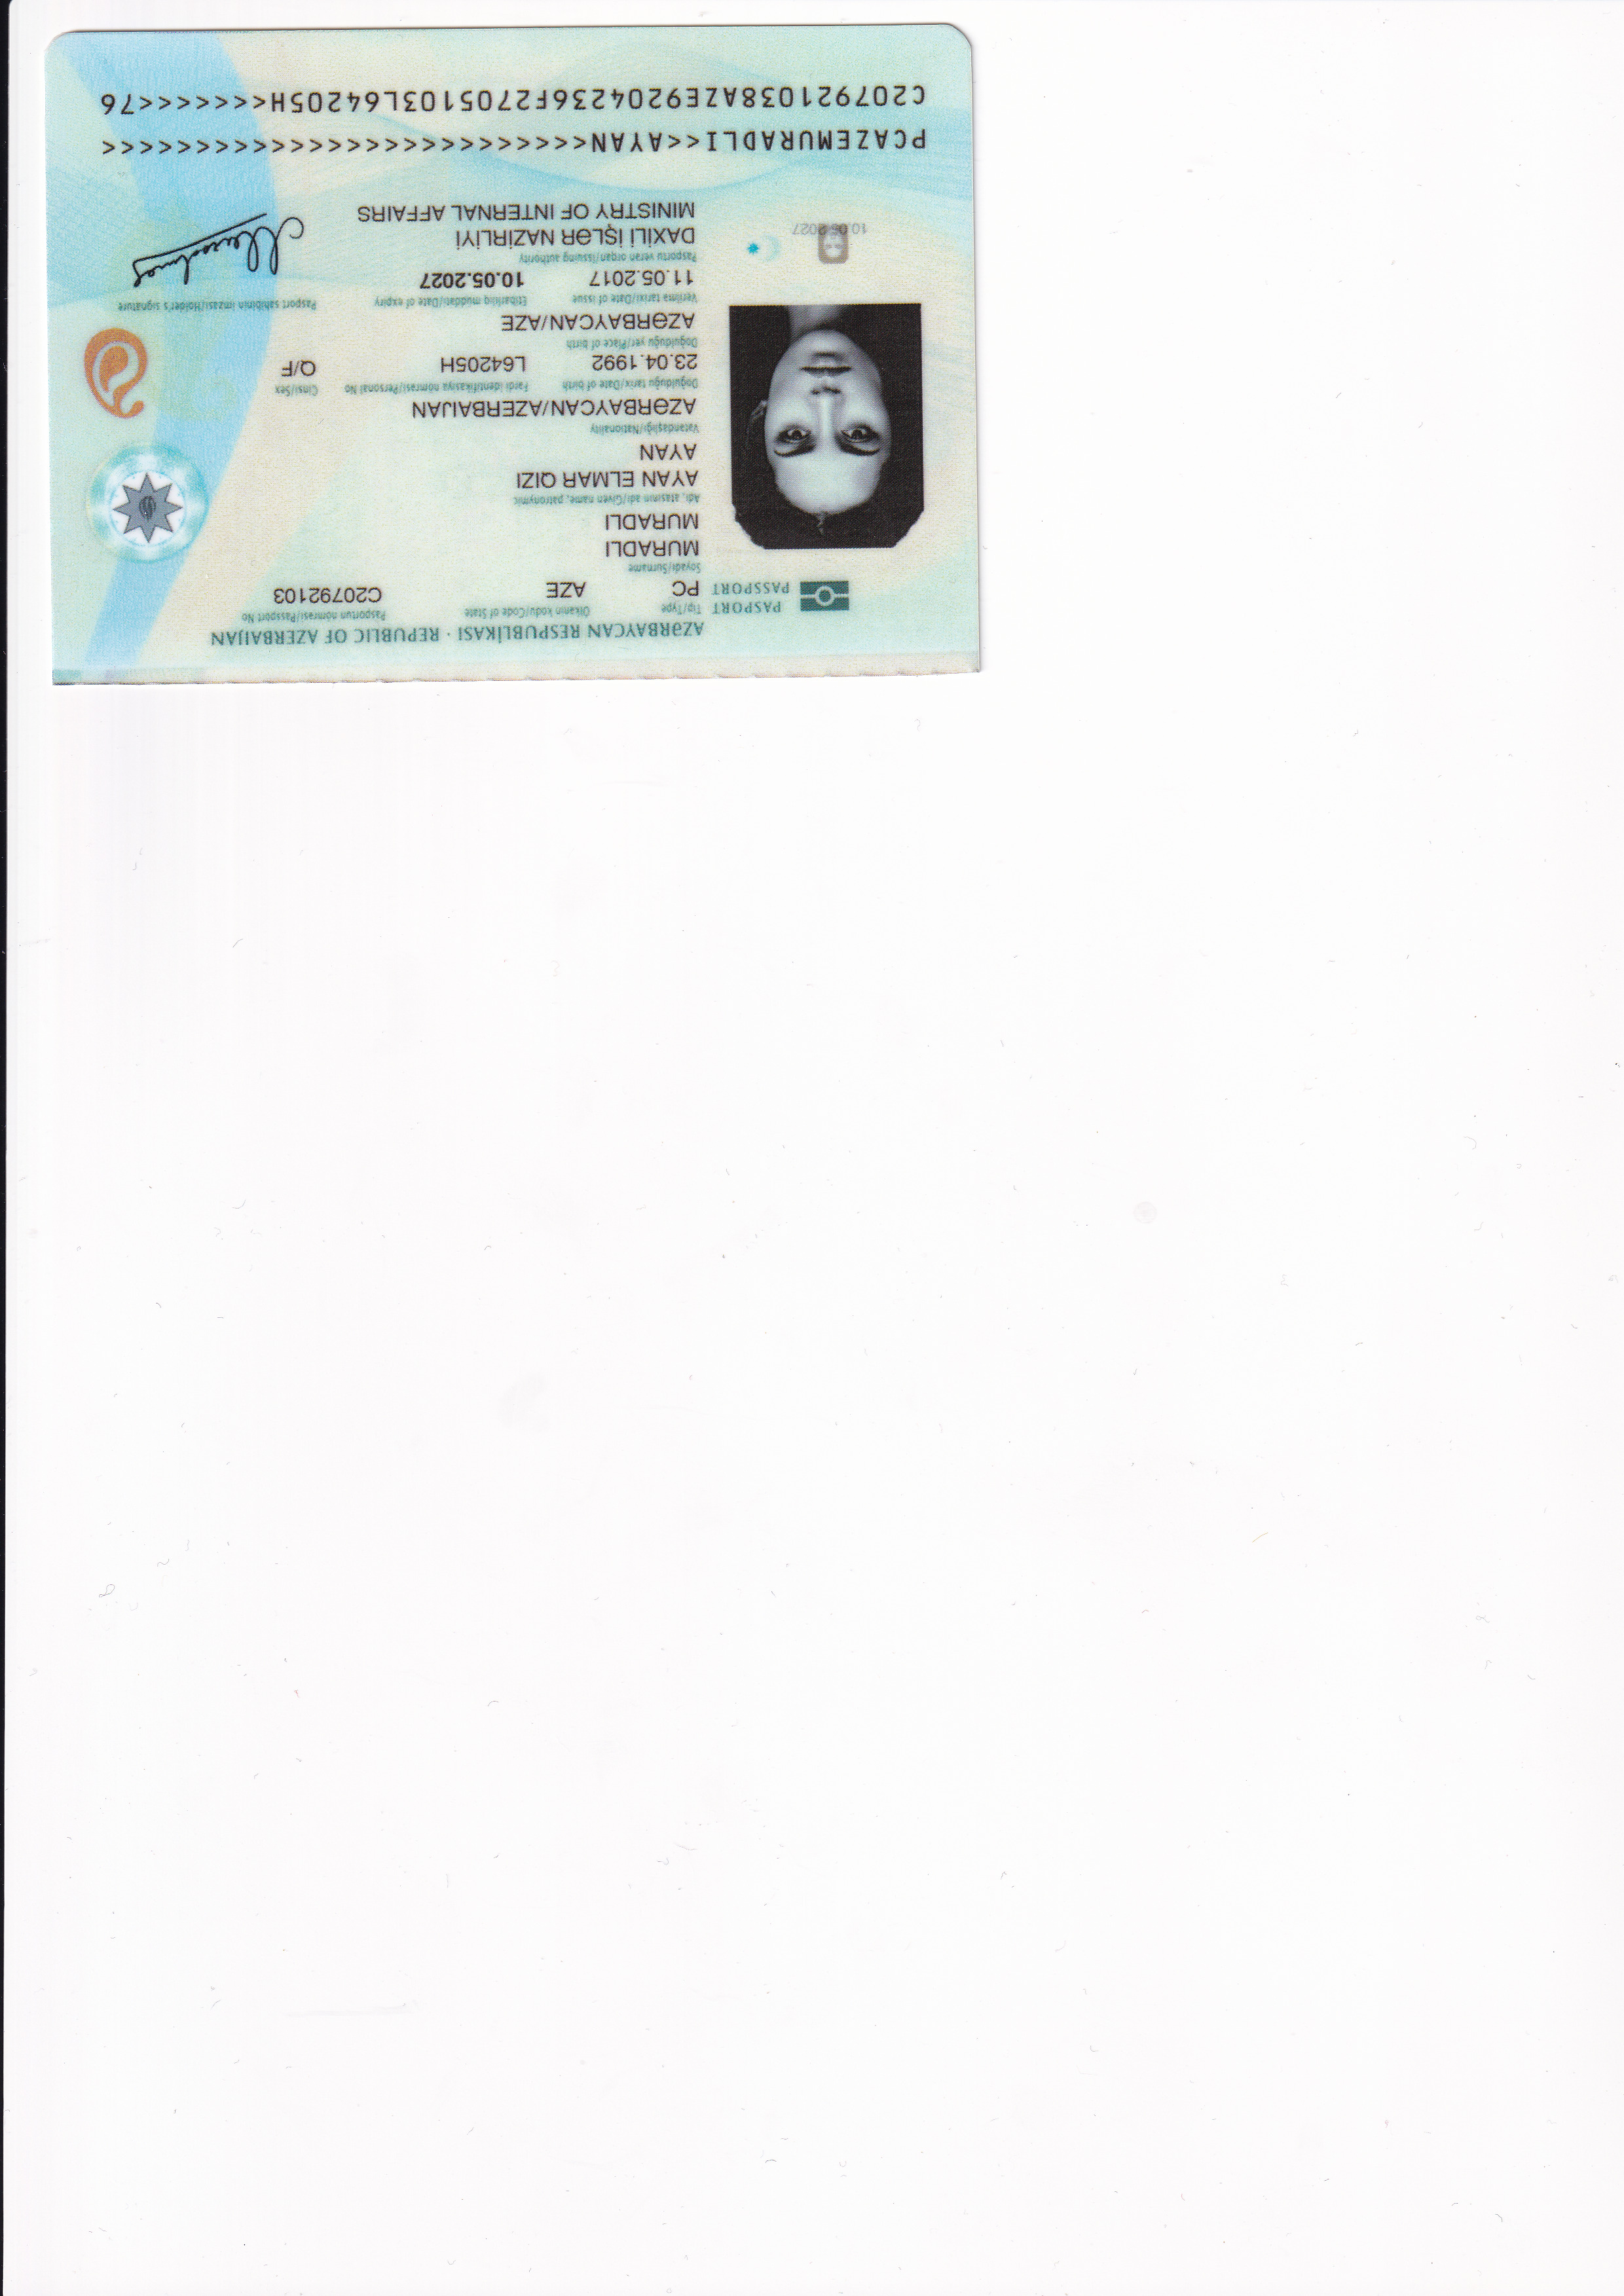 AZƏRBAYCAN RESPUBLİKASI · REPUBLIC OF AZERBAIJAN
PASPORT
PASSPORT
Tip/Type
Ölkənin kodu/Code of State
Pasportun nömrəsi/Passport No
PC
AZE
C20792103
Soyadı/Surname
MURADLI
MURADLI
Adı, atasının adı/Given name, patronymic
AYAN ELMAR QIZI
AYAN
Vətəndaşlığı/Nationality
AZƏRBAYCAN/AZERBAIJAN
Doğulduğu tarix/Date of birth
Fərdi identifikasiya nömrəsi/Personal No
Cinsi/Sex
23.04.1992
L64205H
Q/F
Doğulduğu yer/Place of birth
AZƏRBAYCAN/AZE
Verilmə tarixi/Date of issue
Etibarlılıq müddəti/Date of expiry
Pasport sahibinin imzası/Holder's signature
11.05.2017
10.05.2027
Pasportu verən orqan/Issuing authority
DAXİLİ İŞLƏR NAZİRLİYİ
MINISTRY OF INTERNAL AFFAIRS
10.05.2027
PCAZEMURADLI<<AYAN<<<<<<<<<<<<<<<<<<<<<<<<<<
C207921038AZE9204236F2705103L64205H<<<<<<<76